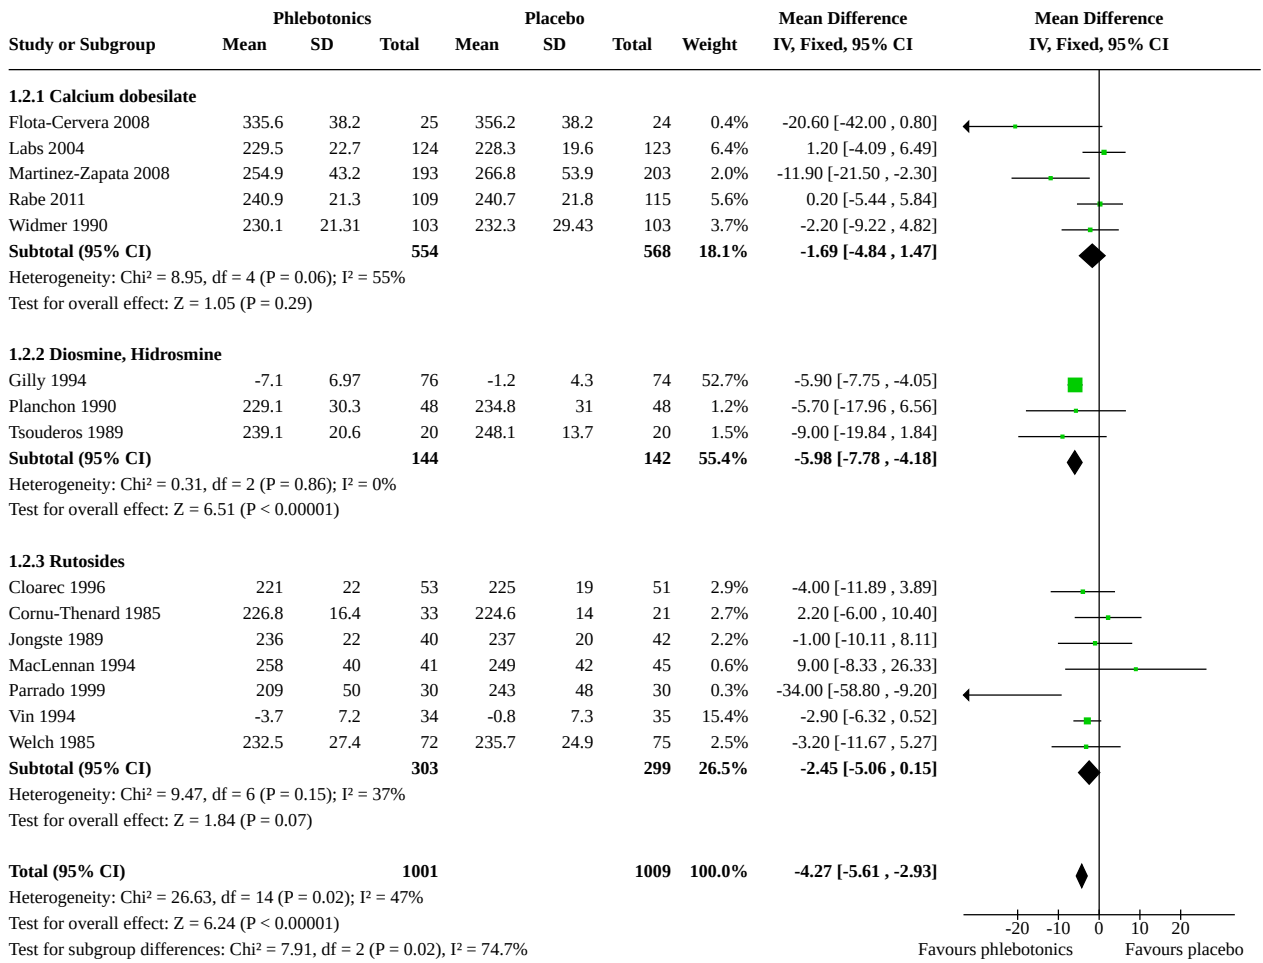 Phlebotonics Placebo Mean Difference Mean Difference
Study or Subgroup Mean SD Total Mean SD Total Weight IV, Fixed, 95% CI IV, Fixed, 95% CI
1.2.1 Calcium dobesilate
Flota-Cervera 2008 335.6 38.2 25 356.2 38.2 24 0.4% -20.60 [-42.00 , 0.80]
Labs 2004 229.5 22.7 124 228.3 19.6 123 6.4% 1.20 [-4.09 , 6.49]
Martinez-Zapata 2008 254.9 43.2 193 266.8 53.9 203 2.0% -11.90 [-21.50 , -2.30]
Rabe 2011 240.9 21.3 109 240.7 21.8 115 5.6% 0.20 [-5.44 , 5.84]
Widmer 1990 230.1 21.31 103 232.3 29.43 103 3.7% -2.20 [-9.22 , 4.82]
Subtotal (95% CI) 554 568 18.1% -1.69 [-4.84 , 1.47]
Heterogeneity: Chi² = 8.95, df = 4 (P = 0.06); I² = 55%
Test for overall effect: Z = 1.05 (P = 0.29)
1.2.2 Diosmine, Hidrosmine
Gilly 1994 -7.1 6.97 76 -1.2 4.3 74 52.7% -5.90 [-7.75 , -4.05]
Planchon 1990 229.1 30.3 48 234.8 31 48 1.2% -5.70 [-17.96 , 6.56]
Tsouderos 1989 239.1 20.6 20 248.1 13.7 20 1.5% -9.00 [-19.84 , 1.84]
Subtotal (95% CI) 144 142 55.4% -5.98 [-7.78 , -4.18]
Heterogeneity: Chi² = 0.31, df = 2 (P = 0.86); I² = 0%
Test for overall effect: Z = 6.51 (P < 0.00001)
1.2.3 Rutosides
Cloarec 1996 221 22 53 225 19 51 2.9% -4.00 [-11.89 , 3.89]
Cornu-Thenard 1985 226.8 16.4 33 224.6 14 21 2.7% 2.20 [-6.00 , 10.40]
Jongste 1989 236 22 40 237 20 42 2.2% -1.00 [-10.11 , 8.11]
MacLennan 1994 258 40 41 249 42 45 0.6% 9.00 [-8.33 , 26.33]
Parrado 1999 209 50 30 243 48 30 0.3% -34.00 [-58.80 , -9.20]
Vin 1994 -3.7 7.2 34 -0.8 7.3 35 15.4% -2.90 [-6.32 , 0.52]
Welch 1985 232.5 27.4 72 235.7 24.9 75 2.5% -3.20 [-11.67 , 5.27]
Subtotal (95% CI) 303 299 26.5% -2.45 [-5.06 , 0.15]
Heterogeneity: Chi² = 9.47, df = 6 (P = 0.15); I² = 37%
Test for overall effect: Z = 1.84 (P = 0.07)
Total (95% CI) 1001 1009 100.0% -4.27 [-5.61 , -2.93]
Heterogeneity: Chi² = 26.63, df = 14 (P = 0.02); I² = 47%
Test for overall effect: Z = 6.24 (P < 0.00001)
-20 -10 0 10 20
Test for subgroup differences: Chi² = 7.91, df = 2 (P = 0.02), I² = 74.7%
Favours phlebotonics Favours placebo